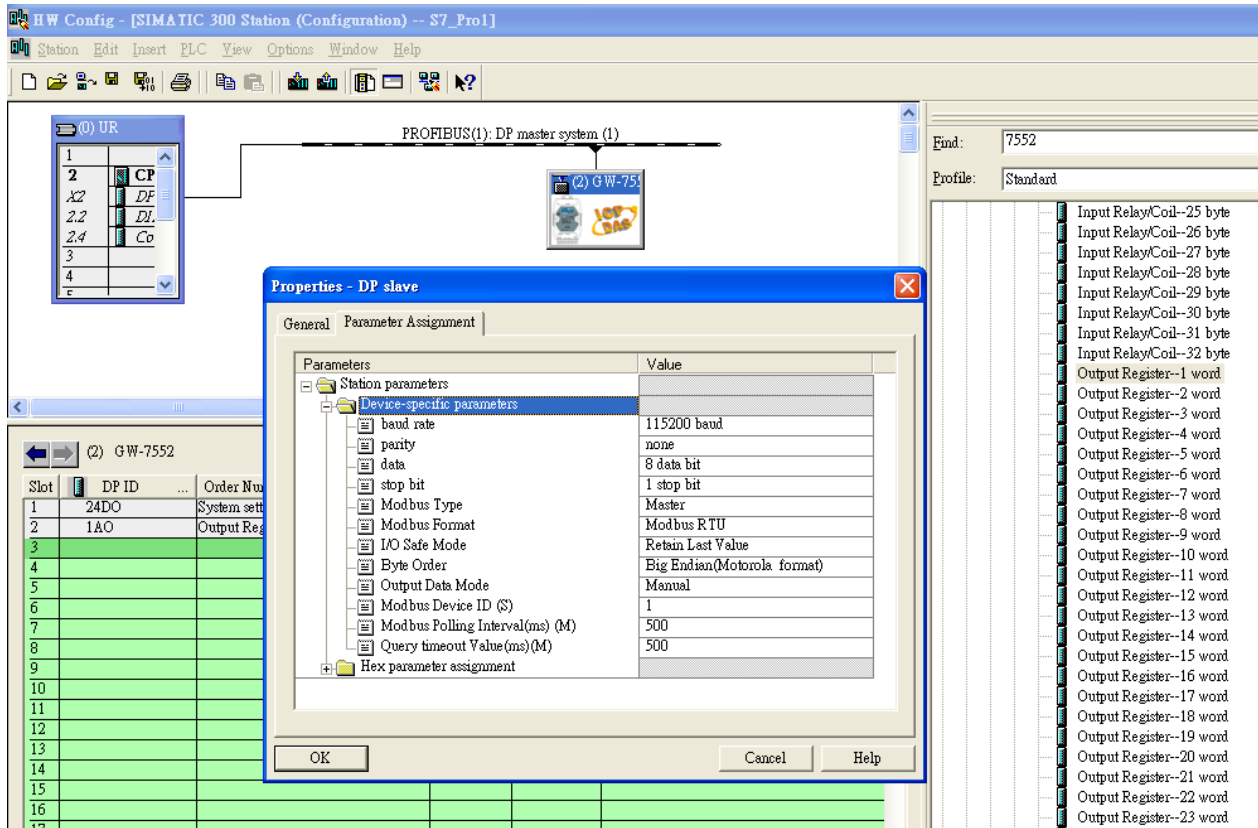 HW Config - [SIMATIC 300 Station (Configuration) -- S7_Pro1]
Station Edit Insert PLC View Options Window Help
(0) UR
1
2 CP
X2 DP
2.2 DI.
2.4 Co
3
4
PROFIBUS(1): DP master system (1)
(2) GW-755
ICP DAS
Find: 7552
Profile: Standard
Input Relay/Coil--25 byte
Input Relay/Coil--26 byte
Input Relay/Coil--27 byte
Input Relay/Coil--28 byte
Input Relay/Coil--29 byte
Input Relay/Coil--30 byte
Input Relay/Coil--31 byte
Input Relay/Coil--32 byte
Output Register--1 word
Output Register--2 word
Output Register--3 word
Output Register--4 word
Output Register--5 word
Output Register--6 word
Output Register--7 word
Output Register--8 word
Output Register--9 word
Output Register--10 word
Output Register--11 word
Output Register--12 word
Output Register--13 word
Output Register--14 word
Output Register--15 word
Output Register--16 word
Output Register--17 word
Output Register--18 word
Output Register--19 word
Output Register--20 word
Output Register--21 word
Output Register--22 word
Output Register--23 word
Properties - DP slave
General Parameter Assignment
Parameters Value
Station parameters
Device-specific parameters
baud rate 115200 baud
parity none
data 8 data bit
stop bit 1 stop bit
Modbus Type Master
Modbus Format Modbus RTU
I/O Safe Mode Retain Last Value
Byte Order Big Endian(Motorola format)
Output Data Mode Manual
Modbus Device ID (S) 1
Modbus Polling Interval(ms) (M) 500
Query timeout Value(ms)(M) 500
Hex parameter assignment
OK Cancel Help
(2) GW-7552
Slot DP ID ... Order Nu
1 24DO System sett
2 1AO Output Reg
3
4
5
6
7
8
9
10
11
12
13
14
15
16